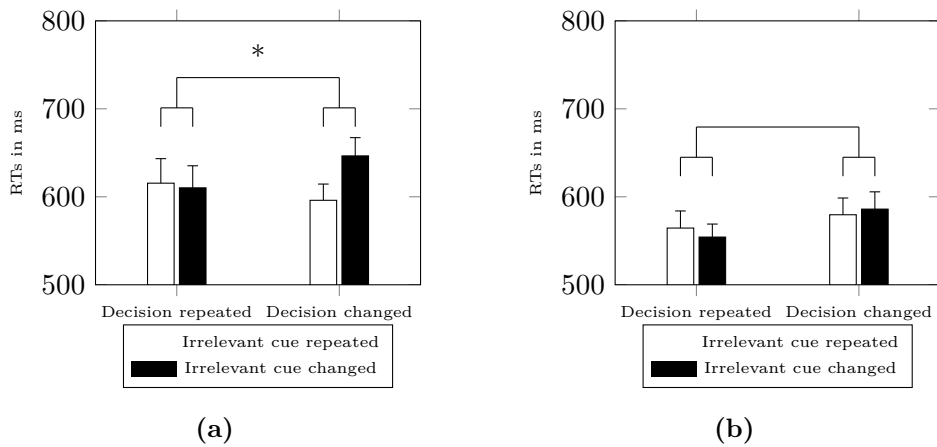 800
*
700
RTs in ms
600
500
Decision repeated Decision changed
Irrelevant cue repeated
Irrelevant cue changed
(a)
800
700
RTs in ms
600
500
Decision repeated Decision changed
Irrelevant cue repeated
Irrelevant cue changed
(b)